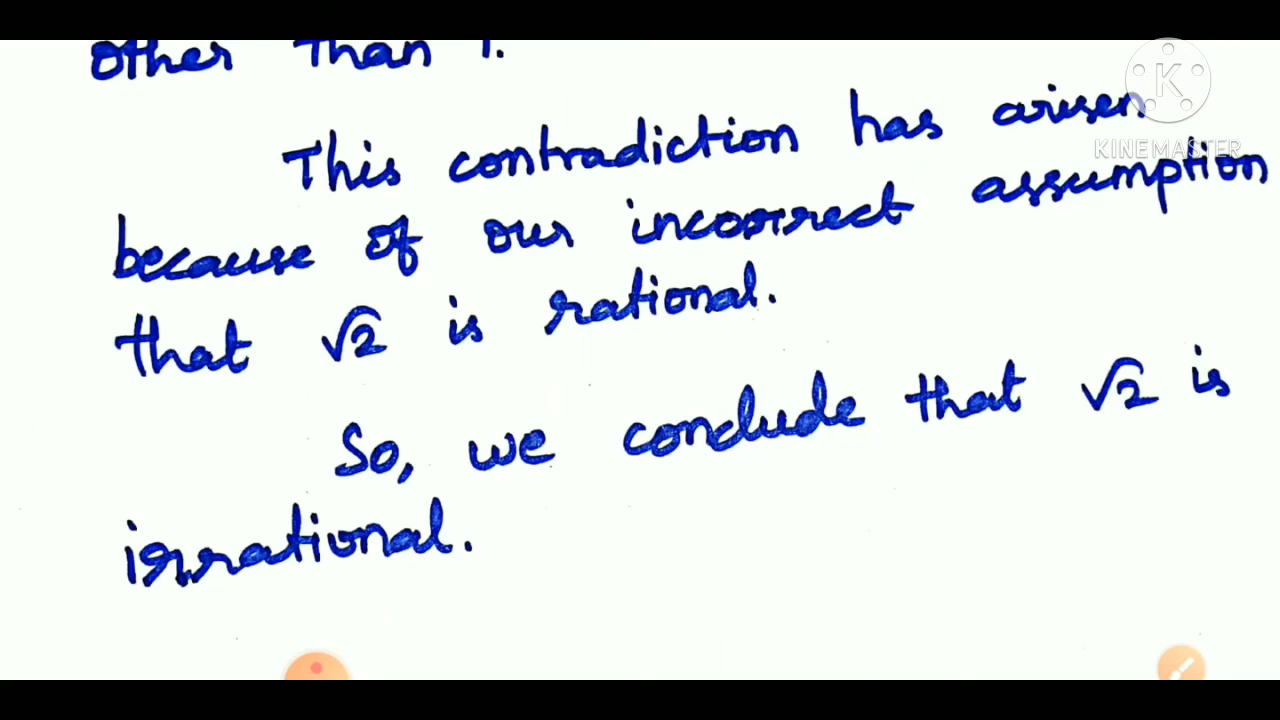 other than 1.
This contradiction has arisen
because of our incorrect assumption
that √2 is rational.
So, we conclude that √2 is
irrational.
K
KINEMASTER